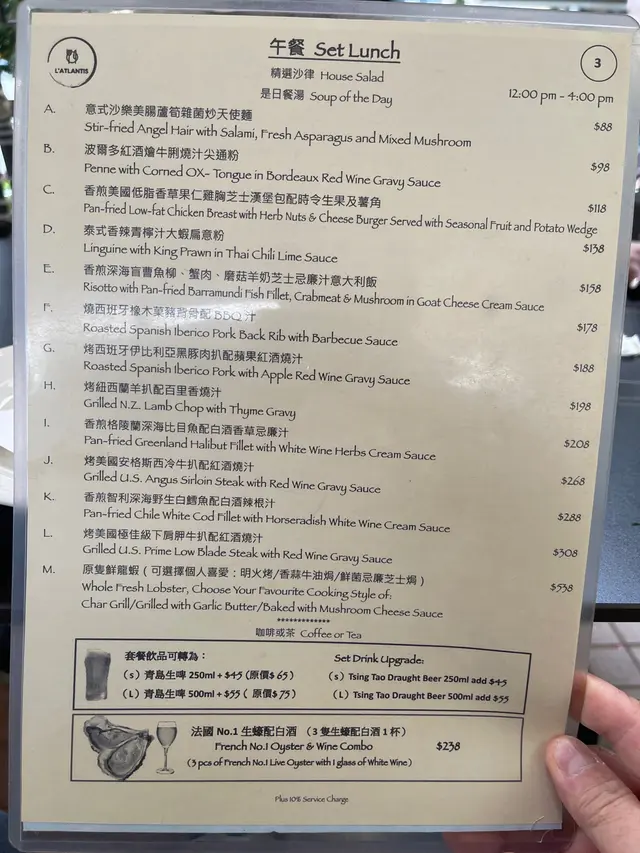 L'ATLANTIS
午餐 Set Lunch
3
精選沙律 House Salad
是日餐湯 Soup of the Day
12:00 pm - 4:00 pm
A. 意式沙樂美腸蘆筍雜菌炒天使麵
Stir-fried Angel Hair with Salami, Fresh Asparagus and Mixed Mushroom $88
B. 波爾多紅酒燴牛脷燒汁尖通粉
Penne with Corned OX- Tongue in Bordeaux Red Wine Gravy Sauce $98
C. 香煎美國低脂香草果仁雞胸芝士漢堡包配時令生果及薯角
Pan-fried Low-fat Chicken Breast with Herb Nuts & Cheese Burger Served with Seasonal Fruit and Potato Wedge $118
D. 泰式香辣青檸汁大蝦扁意粉 $138
Linguine with King Prawn in Thai Chili Lime Sauce
E. 香煎深海盲曹魚柳、蟹肉、磨菇羊奶芝士忌廉汁意大利飯
Risotto with Pan-fried Barramundi Fish Fillet, Crabmeat & Mushroom in Goat Cheese Cream Sauce $158
F. 燒西班牙橡木菓豬背骨配 BBQ 汁
Roasted Spanish Iberico Pork Back Rib with Barbecue Sauce $178
G. 烤西班牙伊比利亞黑豚肉扒配蘋果紅酒燒汁
Roasted Spanish Iberico Pork with Apple Red Wine Gravy Sauce $188
H. 烤紐西蘭羊扒配百里香燒汁
Grilled N.Z. Lamb Chop with Thyme Gravy $198
I. 香煎格陵蘭深海比目魚配白酒香草忌廉汁
Pan-fried Greenland Halibut Fillet with White Wine Herbs Cream Sauce $208
J. 烤美國安格斯西冷牛扒配紅酒燒汁
Grilled U.S. Angus Sirloin Steak with Red Wine Gravy Sauce $268
K. 香煎智利深海野生白鱈魚配白酒辣根汁
Pan-fried Chile White Cod Fillet with Horseradish White Wine Cream Sauce $288
L. 烤美國極佳級下肩胛牛扒配紅酒燒汁
Grilled U.S. Prime Low Blade Steak with Red Wine Gravy Sauce $308
M. 原隻鮮龍蝦（可選擇個人喜愛：明火烤/香蒜牛油焗/鮮菌忌廉芝士焗）
Whole Fresh Lobster, Choose Your Favourite Cooking Style of: $538
Char Grill/Grilled with Garlic Butter/Baked with Mushroom Cheese Sauce
*************
咖啡或茶 Coffee or Tea
套餐飲品可轉為：
Set Drink Upgrade:
（S）青島生啤 250ml + $45 (原價$ 65)
（S）Tsing Tao Draught Beer 250ml add $45
（L）青島生啤 500ml + $55 ( 原價$ 75)
（L）Tsing Tao Draught Beer 500ml add $55
法國 No.1 生蠔配白酒 （3 隻生蠔配白酒 1 杯）
French No.1 Oyster & Wine Combo $238
(3 pcs of French No.1 Live Oyster with 1 glass of White Wine)
Plus 10% Service Charge